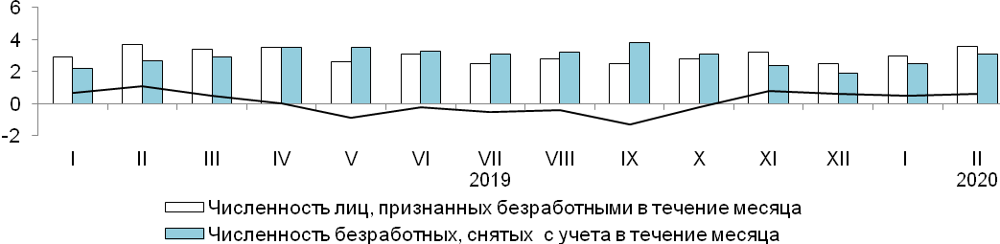 6
4
2
0
-2
I II III IV V VI VII VIII IX X XI XII I II
2019 2020
Численность лиц, признанных безработными в течение месяца
Численность безработных, снятых с учета в течение месяца